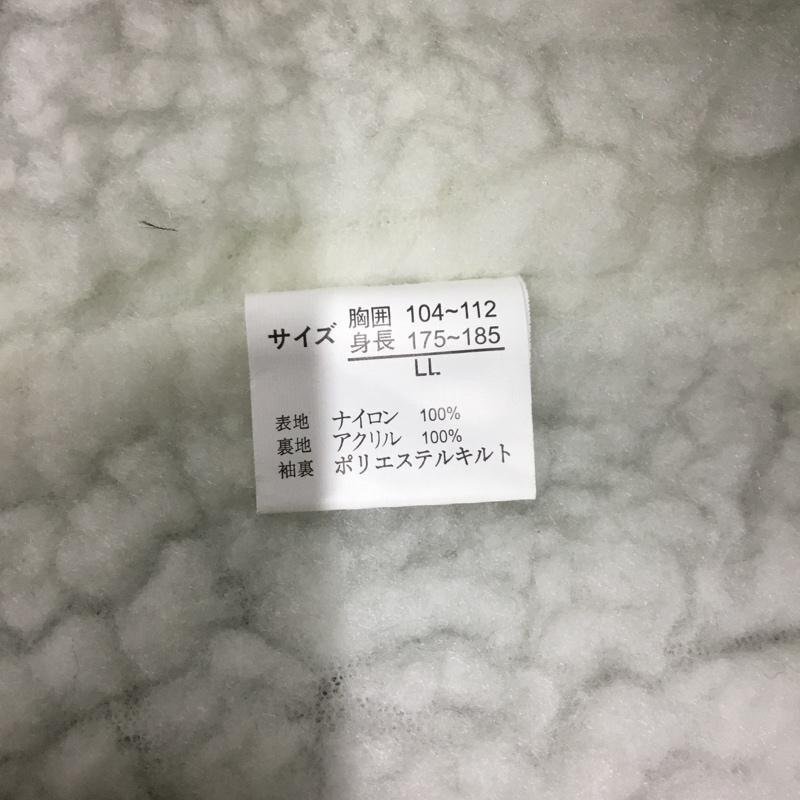 サイズ 胸囲 104~112
身長 175~185
LL
表地 ナイロン 100%
裏地 アクリル 100%
袖裏 ポリエステルキルト